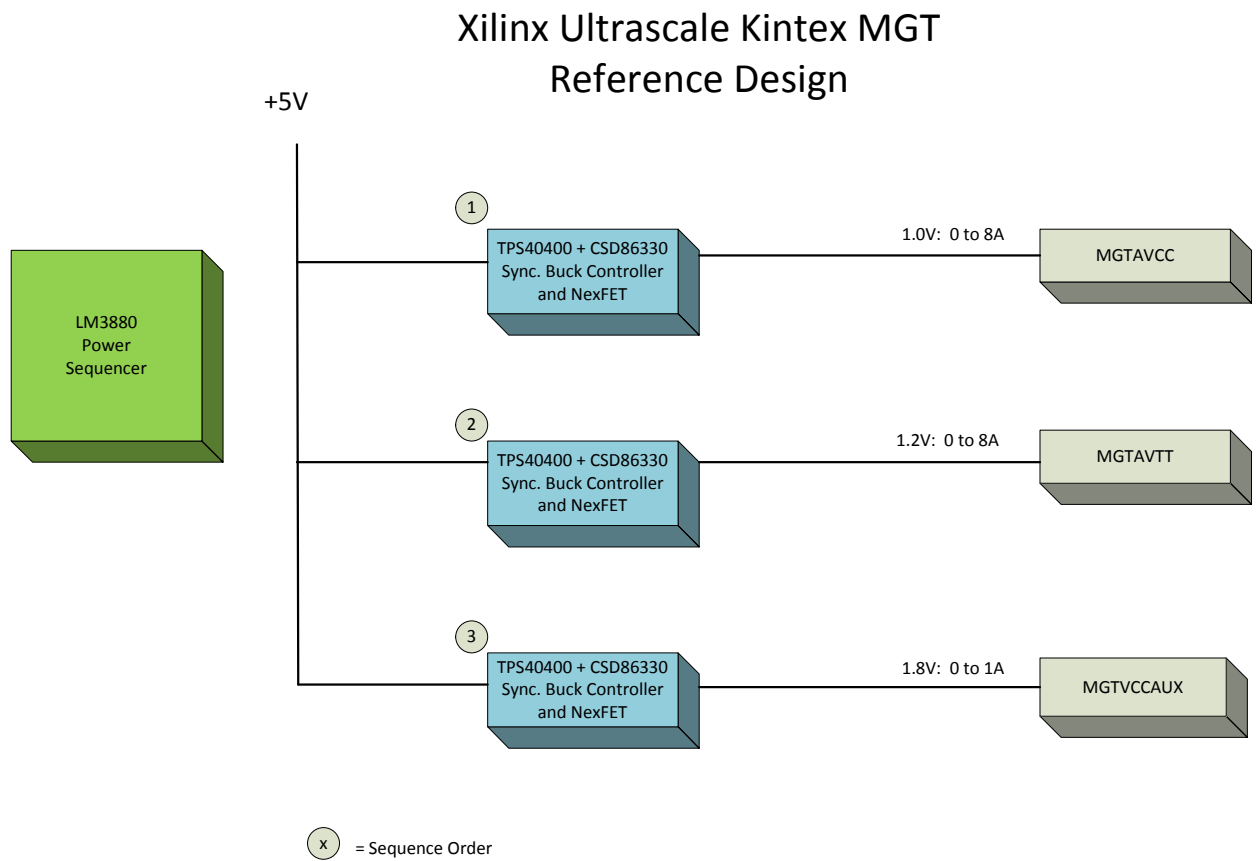 Xilinx Ultrascale Kintex MGT
Reference Design
+5V
LM3880
Power
Sequencer
1
TPS40400 + CSD86330
Sync. Buck Controller
and NexFET
1.0V:  0 to 8A
MGTAVCC
2
TPS40400 + CSD86330
Sync. Buck Controller
and NexFET
1.2V:  0 to 8A
MGTAVTT
3
TPS40400 + CSD86330
Sync. Buck Controller
and NexFET
1.8V:  0 to 1A
MGTVCCAUX
x = Sequence Order